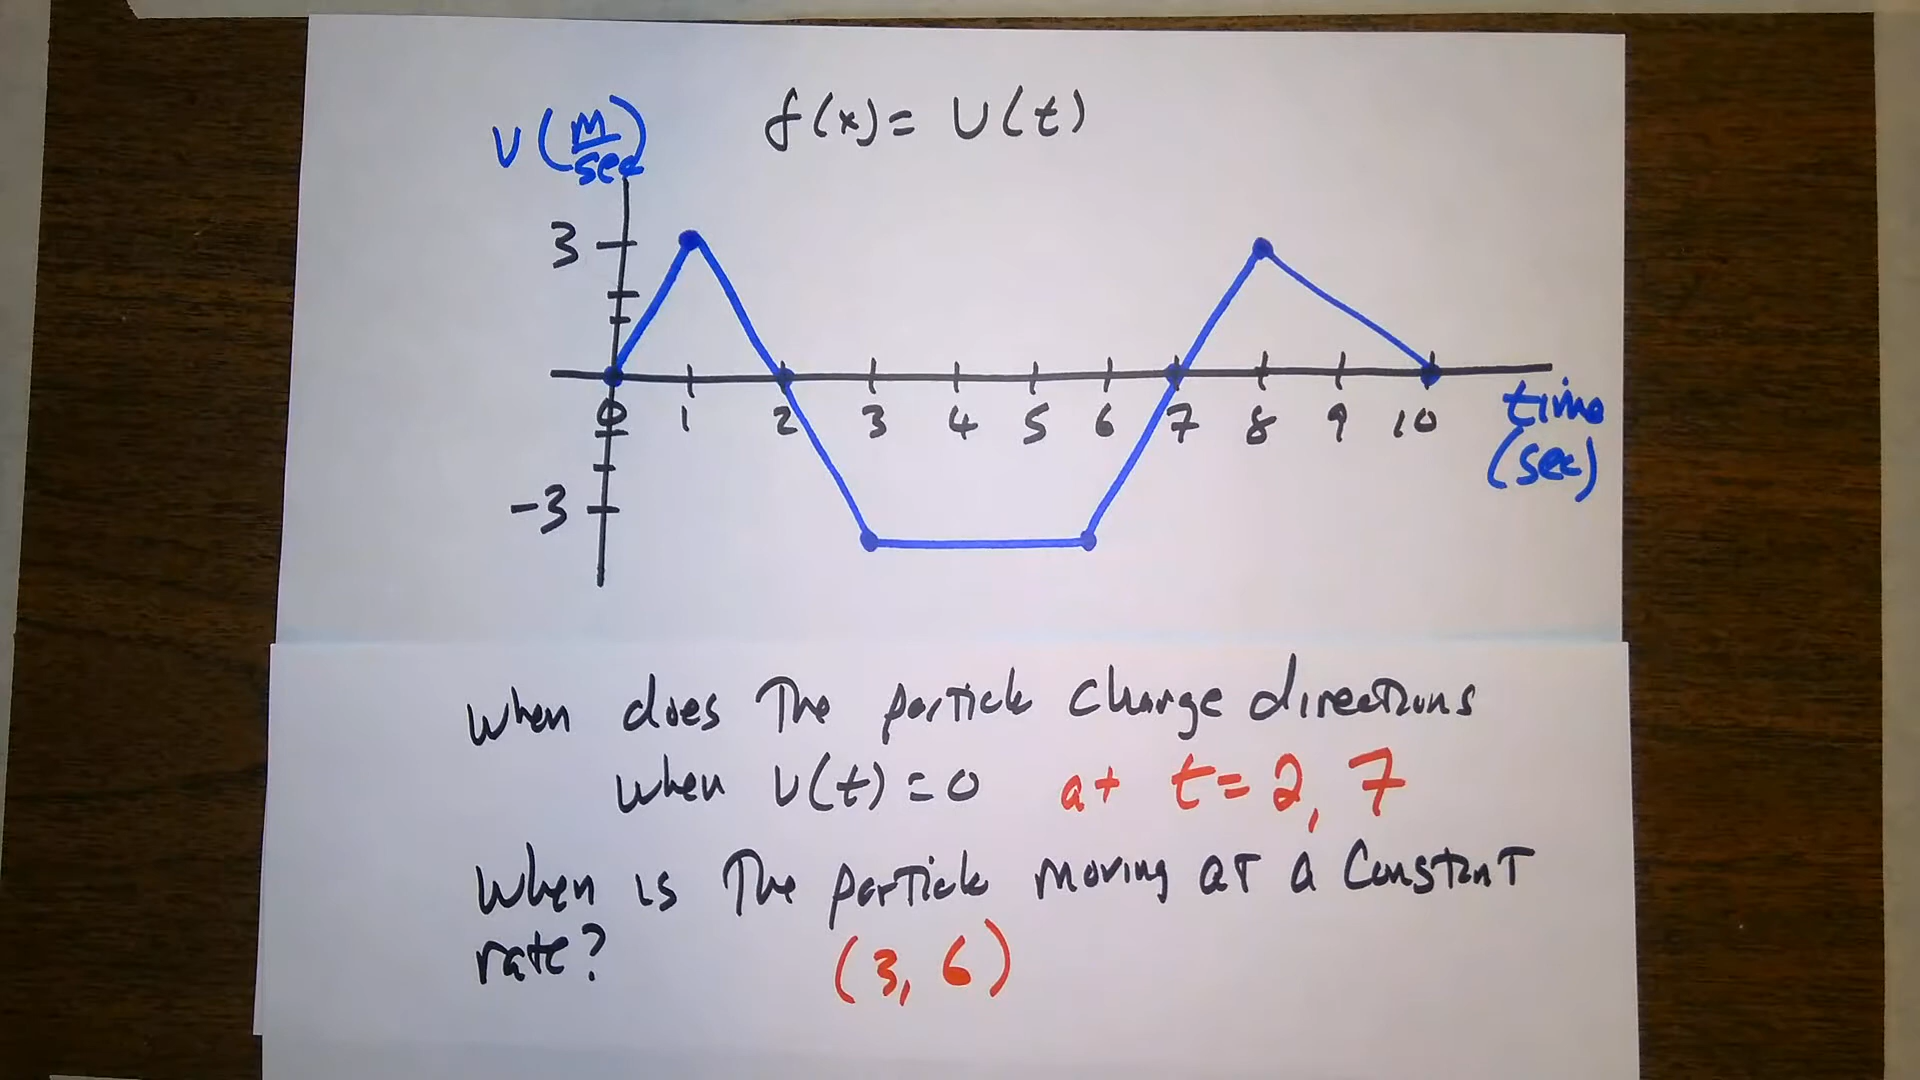 v (m/sec)
f(x) = v(t)
3
0 1 2 3 4 5 6 7 8 9 10
time
(sec)
-3
when does the particle change directions
when v(t) = 0 at t = 2, 7
when is the particle moving at a constant
rate? (3, 6)